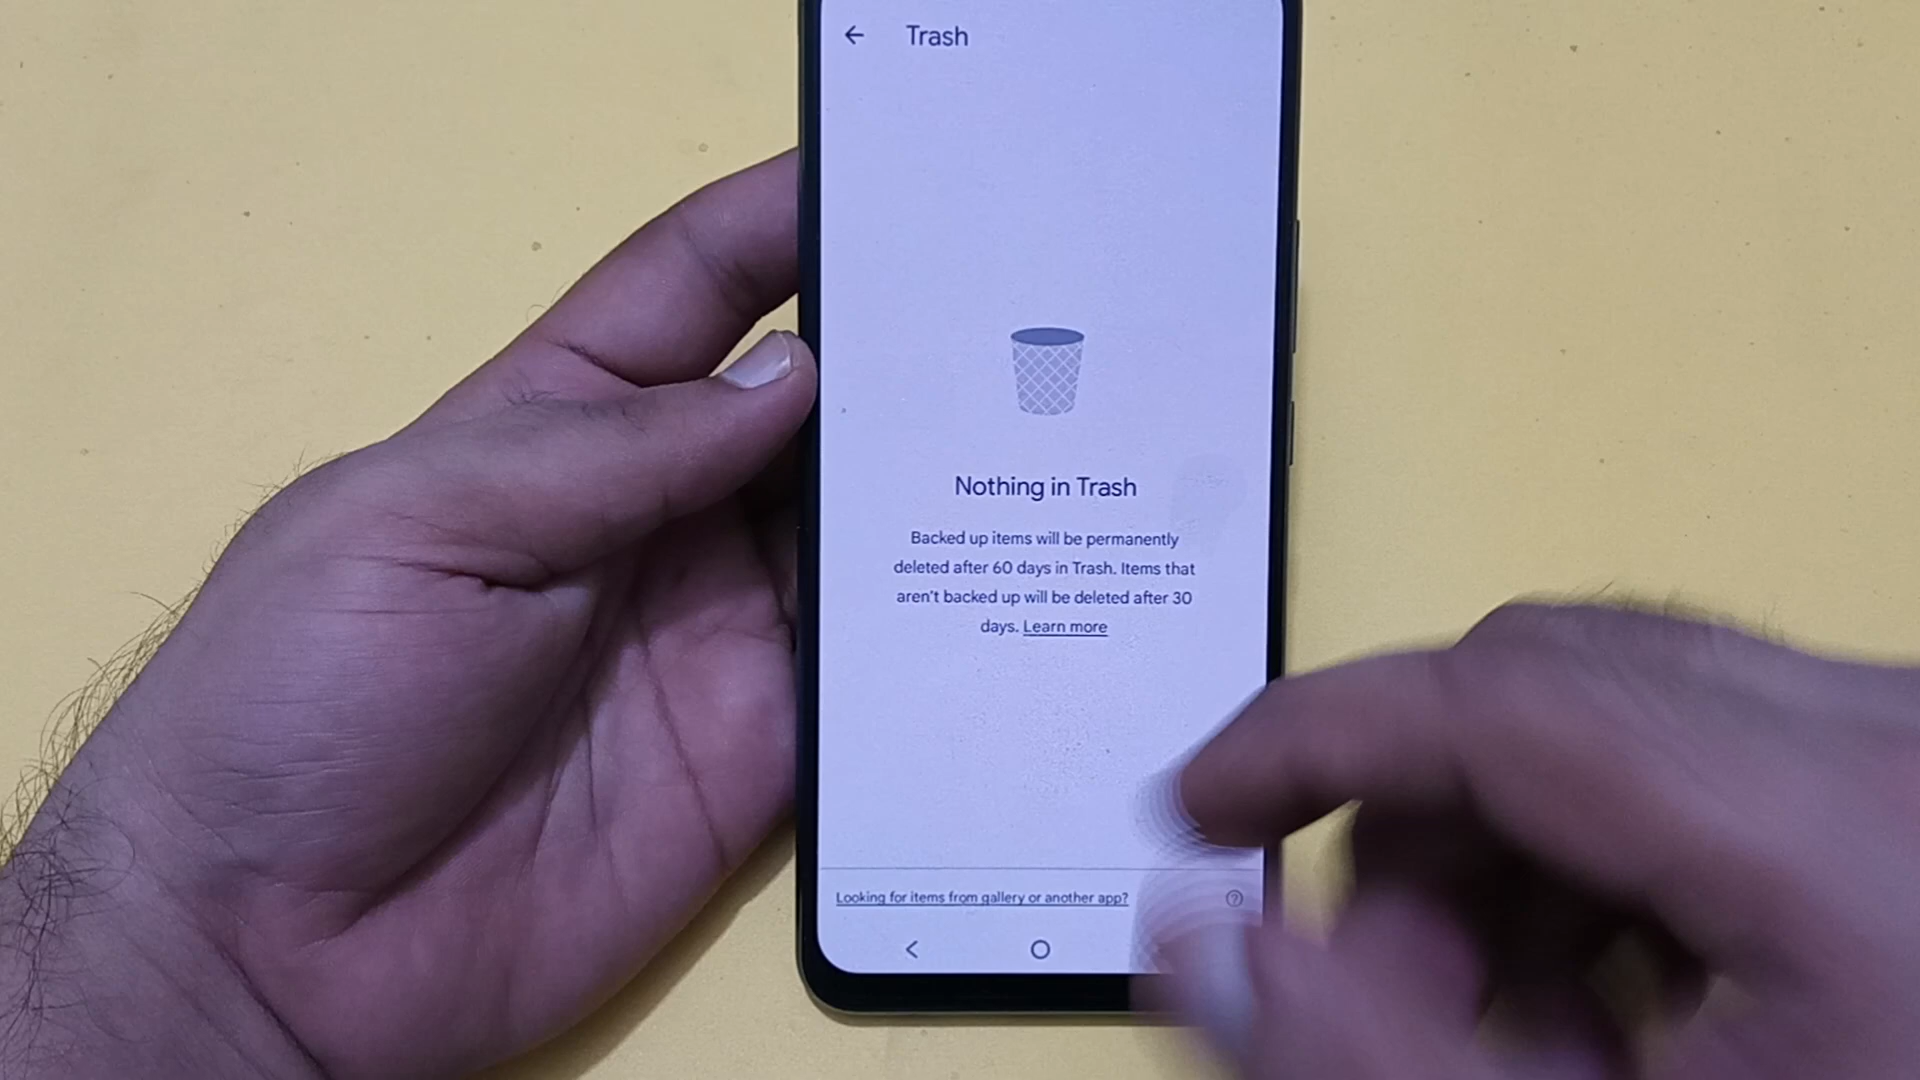 Trash
Nothing in Trash
Backed up items will be permanently
deleted after 60 days in Trash. Items that
aren't backed up will be deleted after 30
days. Learn more
Looking for items from gallery or another app?